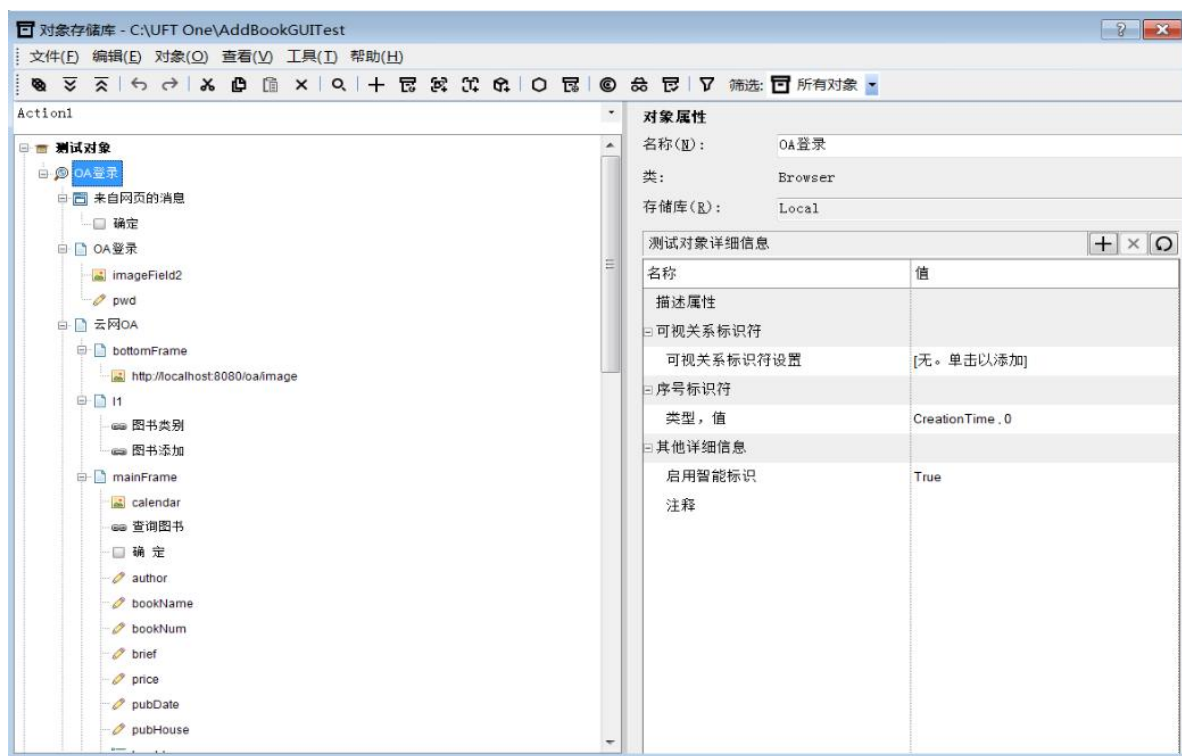 对象存储库 - C:\UFT One\AddBookGUITest
文件(F) 编辑(E) 对象(O) 查看(V) 工具(T) 帮助(H)
筛选: 所有对象
Action1
测试对象
OA登录
来自网页的消息
确定
OA登录
imageField2
pwd
云网OA
bottomFrame
http://localhost:8080/oa/image
l1
图书类别
图书添加
mainFrame
calendar
查询图书
确 定
author
bookName
bookNum
brief
price
pubDate
pubHouse
对象属性
名称(N): OA登录
类: Browser
存储库(R): Local
测试对象详细信息
名称 值
描述属性
可视关系标识符
可视关系标识符设置 [无。单击以添加]
序号标识符
类型，值 CreationTime,0
其他详细信息
启用智能标识 True
注释